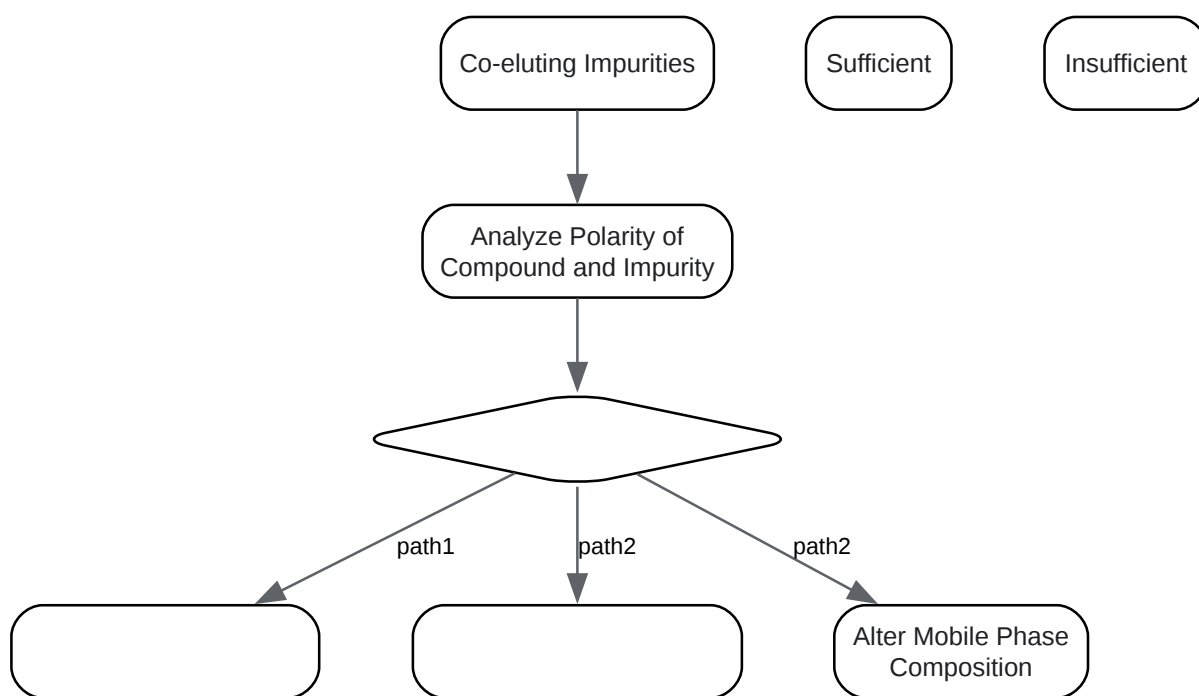 Co-eluting Impurities
Sufficient
Insufficient
Analyze Polarity of
Compound and Impurity
path1
path2
path2
Alter Mobile Phase
Composition